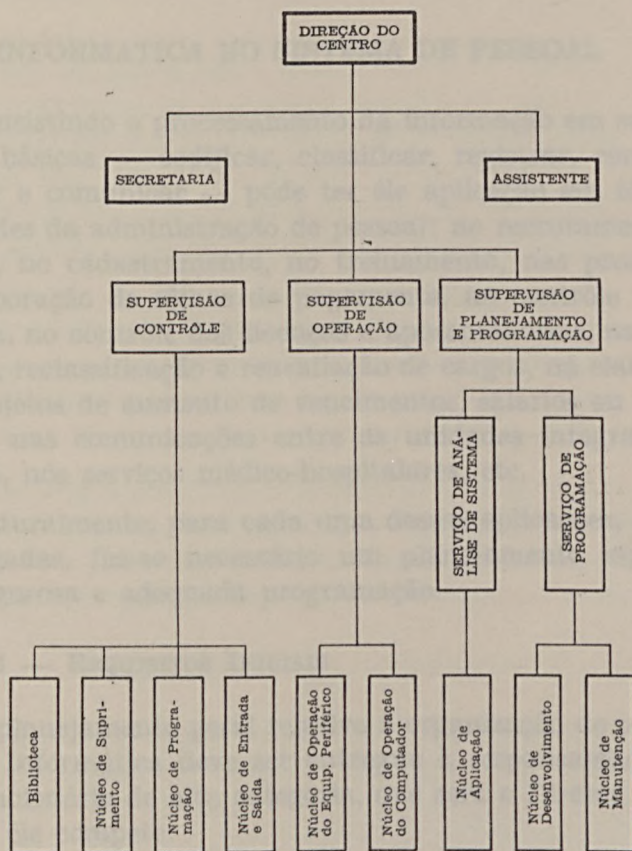 DIREÇÃO DO
CENTRO
SECRETARIA
ASSISTENTE
SUPERVISÃO
DE
CONTRÔLE
SUPERVISÃO
DE
OPERAÇÃO
SUPERVISÃO
DE
PLANEJAMENTO
E PROGRAMAÇÃO
SERVIÇO DE ANÁ-
LISE DE SISTEMA
SERVIÇO DE
PROGRAMAÇÃO
Biblioteca
Núcleo de Supri-
mento
Núcleo de Progra-
mação
Núcleo de Entrada
e Saída
Núcleo de Operação
do Equip. Periférico
Núcleo de Operação
do Computador
Núcleo de
Aplicação
Núcleo de
Desenvolvimento
Núcleo de
Manutenção